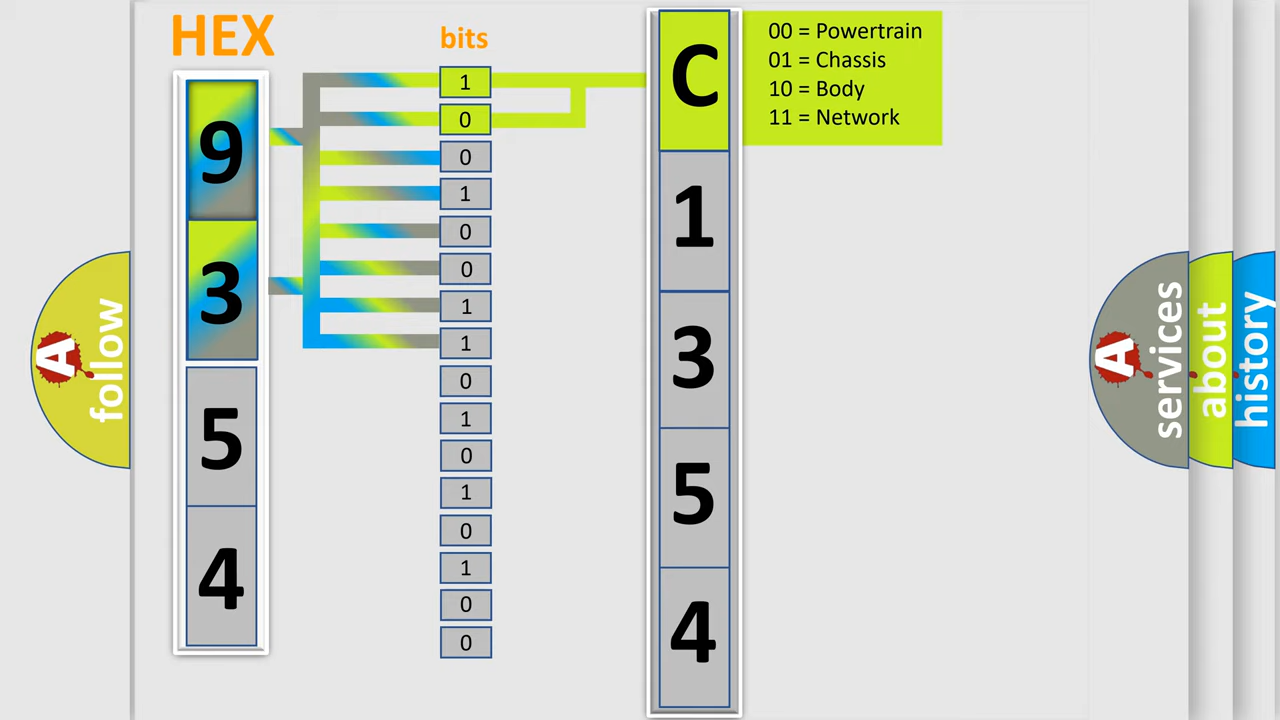 HEX
bits
9
3
5
4
1
0
0
1
0
0
1
1
0
1
0
1
0
1
0
0
C
1
3
5
4
00 = Powertrain
01 = Chassis
10 = Body
11 = Network
A
follow
A
services
about
history